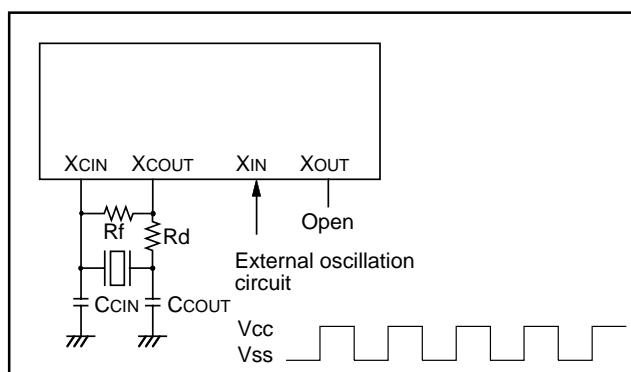 XCIN XCOUT XIN XOUT
Rf
Rd
Open
External oscillation
circuit
CCIN CCOUT
Vcc
Vss